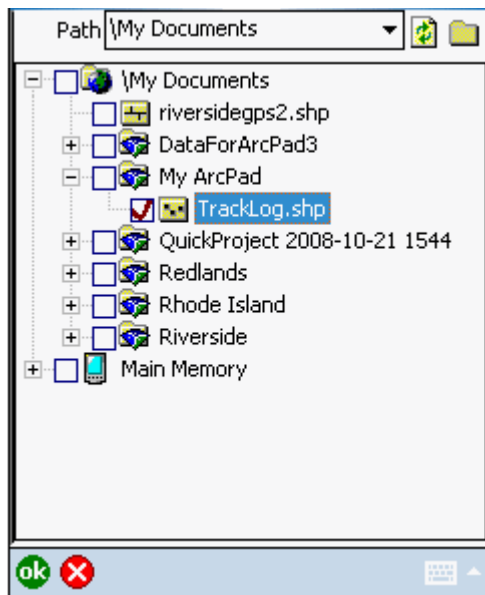 Path \My Documents
\My Documents
riversidegps2.shp
DataForArcPad3
My ArcPad
TrackLog.shp
QuickProject 2008-10-21 1544
Redlands
Rhode Island
Riverside
Main Memory
ok